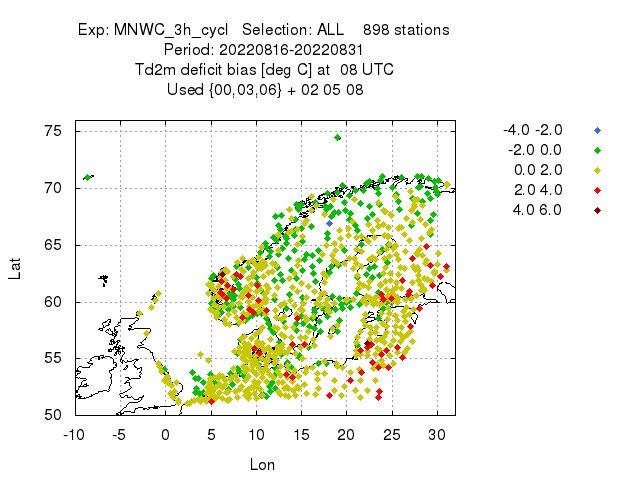 Exp: MNWC_3h_cycl   Selection: ALL    898 stations
Period: 20220816-20220831
Td2m deficit bias [deg C] at  08 UTC
Used {00,03,06} + 02 05 08
-4.0 -2.0
-2.0 0.0
0.0 2.0
2.0 4.0
4.0 6.0
75
70
65
60
55
50
Lat
-10 -5 0 5 10 15 20 25 30
Lon